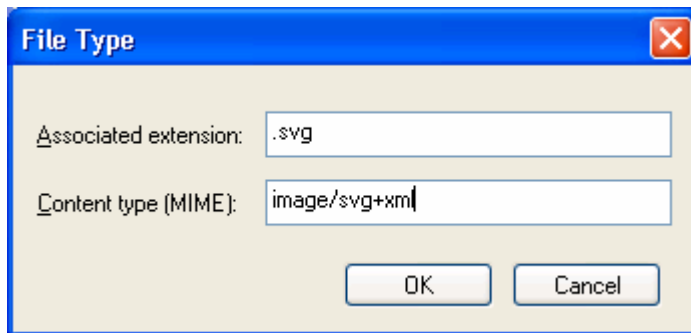 File Type
Associated extension: .svg
Content type (MIME): image/svg+xml
OK Cancel